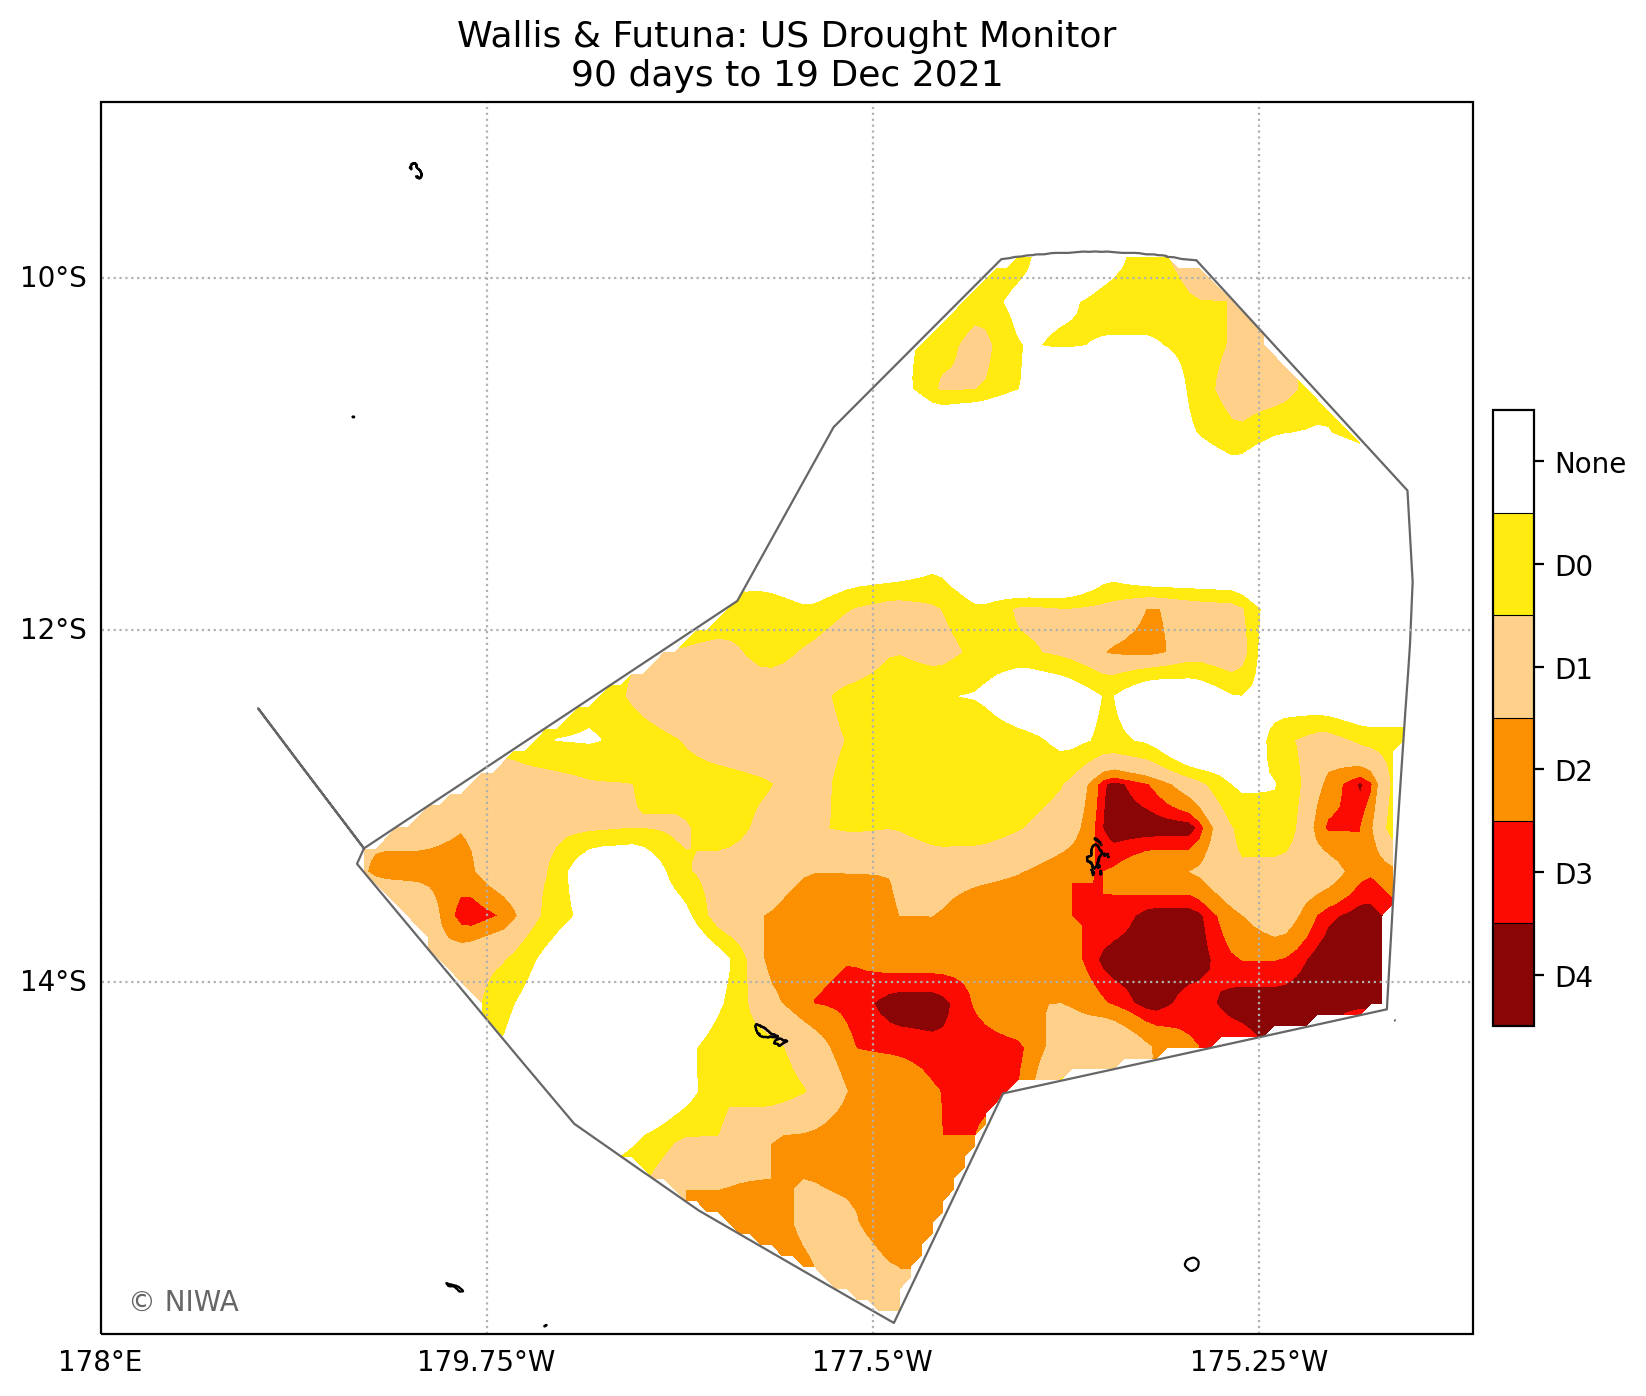 Wallis & Futuna: US Drought Monitor
90 days to 19 Dec 2021
10°S
12°S
14°S
178°E
179.75°W
177.5°W
175.25°W
None
D0
D1
D2
D3
D4
© NIWA